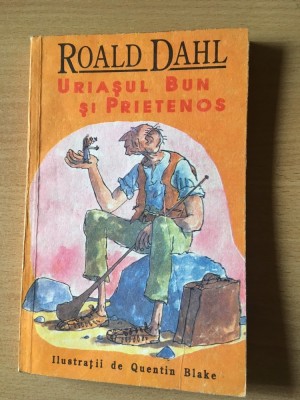 ROALD DAHL
URIAȘUL BUN
ȘI PRIETENOS
Ilustrații de Quentin Blake